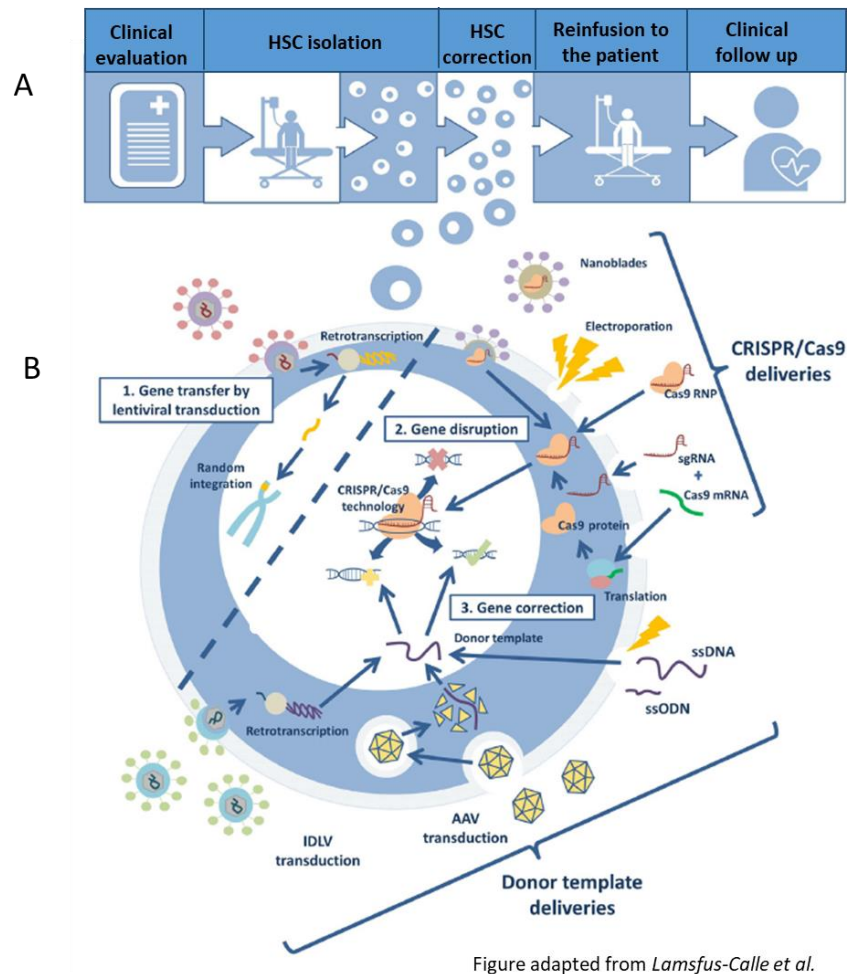 Clinical
evaluation
HSC isolation
HSC
correction
Reinfusion to
the patient
Clinical
follow up
A
B
Nanoblades
Electroporation
Retrotranscription
CRISPR/Cas9
deliveries
1. Gene transfer by
lentiviral transduction
Cas9 RNP
2. Gene disruption
sgRNA
+
Cas9 mRNA
Random
integration
CRISPR/Cas9
technology
Cas9 protein
Translation
3. Gene correction
Donor template
ssDNA
ssODN
Retrotranscription
IDLV
transduction
AAV
transduction
Donor template
deliveries
Figure adapted from Lamsfus-Calle et al.